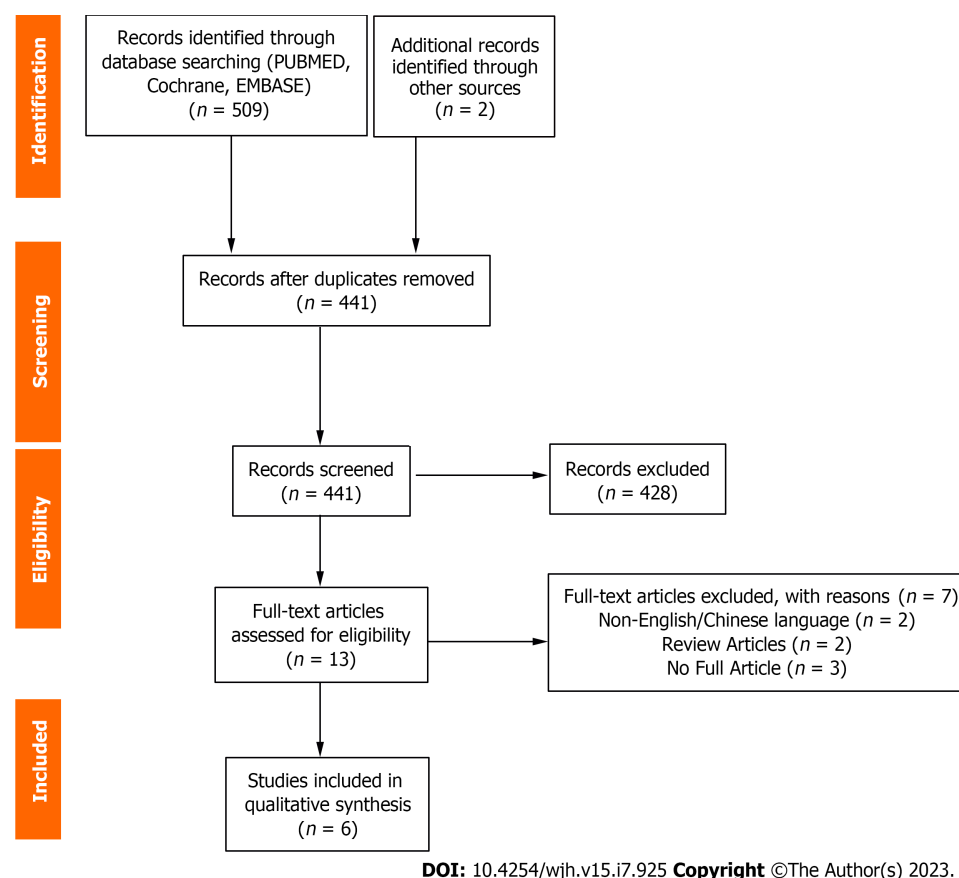 Identification
Records identified through
database searching (PUBMED,
Cochrane, EMBASE)
(n = 509)
Additional records
identified through
other sources
(n = 2)
Screening
Records after duplicates removed
(n = 441)
Eligibility
Records screened
(n = 441)
Records excluded
(n = 428)
Full-text articles
assessed for eligibility
(n = 13)
Full-text articles excluded, with reasons (n = 7)
Non-English/Chinese language (n = 2)
Review Articles (n = 2)
No Full Article (n = 3)
Included
Studies included in
qualitative synthesis
(n = 6)
DOI: 10.4254/wjh.v15.i7.925 Copyright ©The Author(s) 2023.